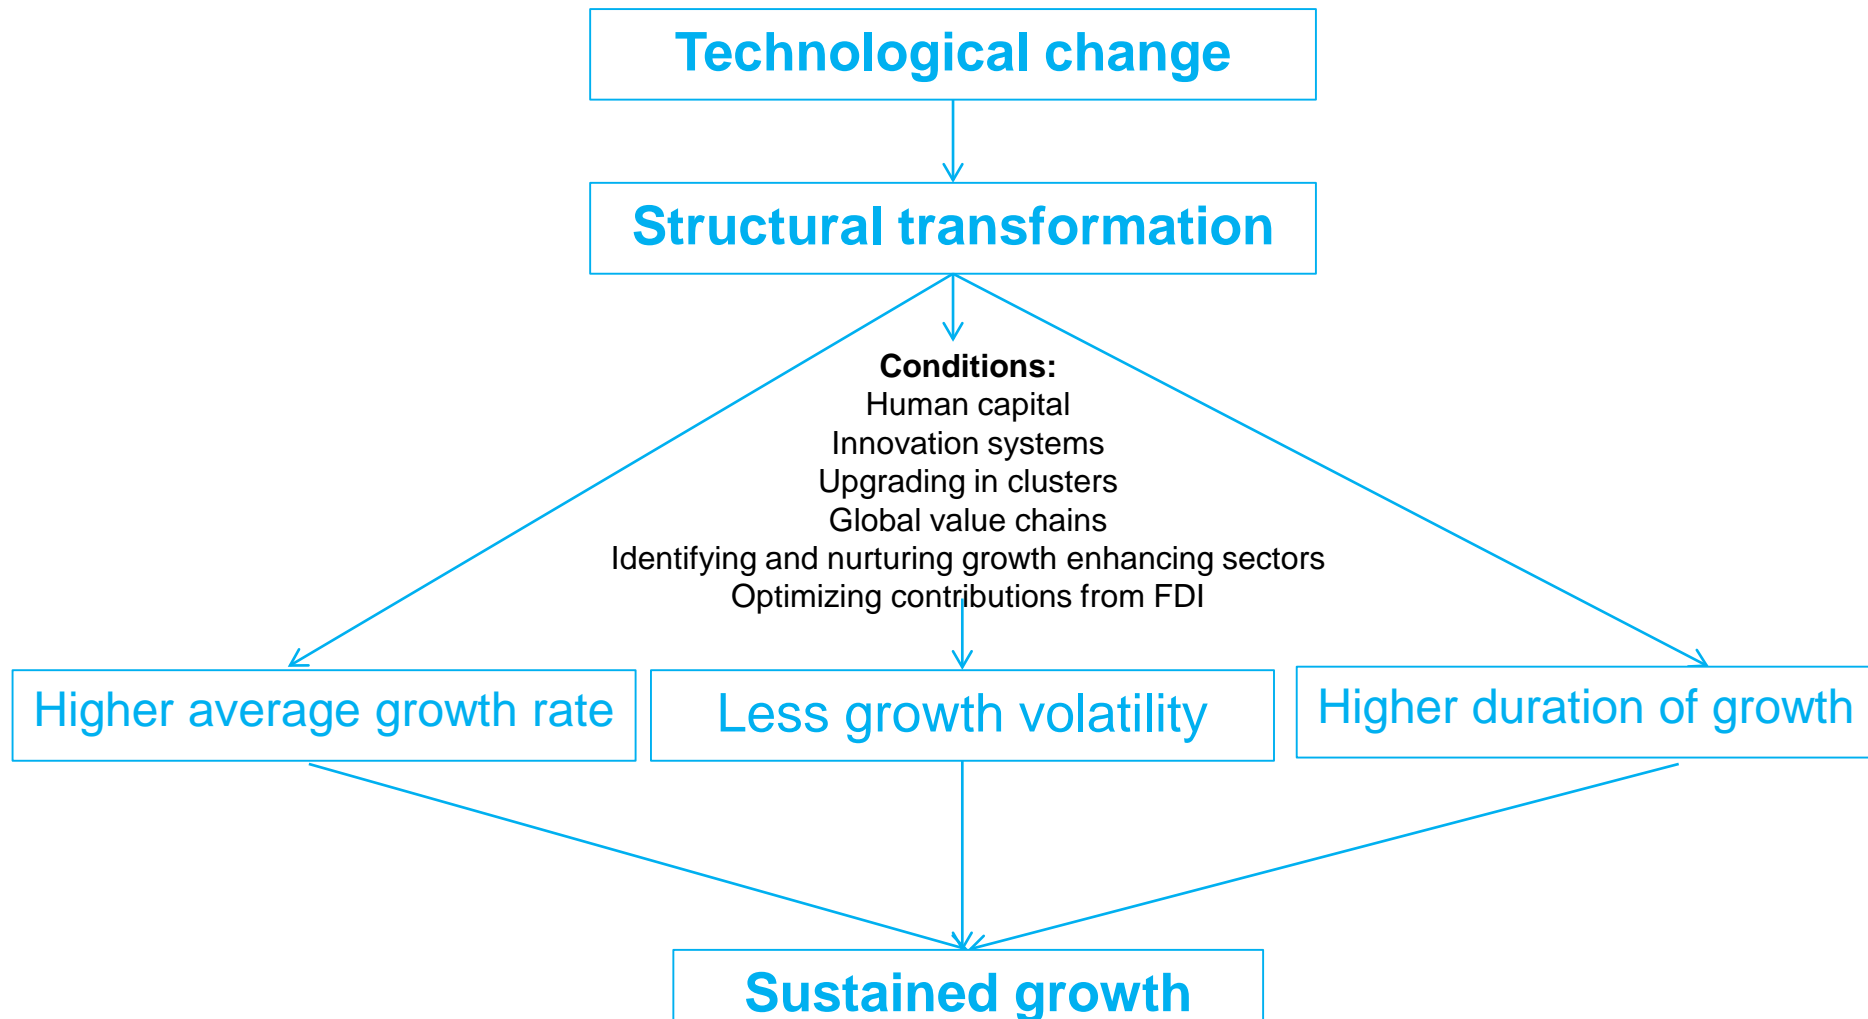 Technological change
Structural transformation
Conditions:
Human capital
Innovation systems
Upgrading in clusters
Global value chains
Identifying and nurturing growth enhancing sectors
Optimizing contributions from FDI
Higher average growth rate
Less growth volatility
Higher duration of growth
Sustained growth